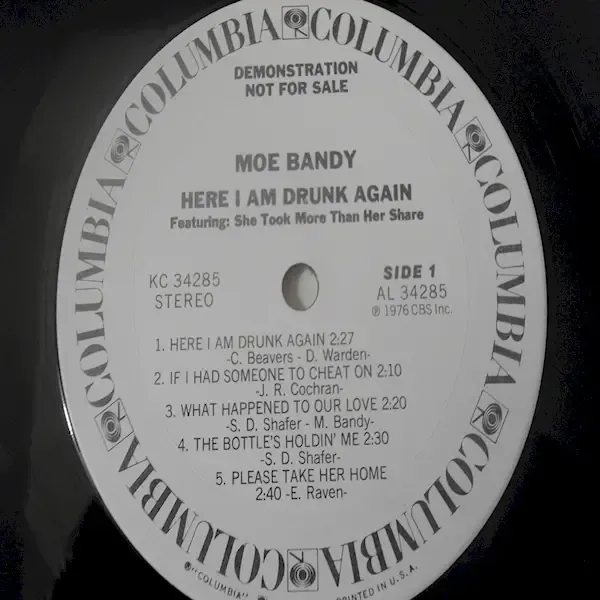 COLUMBIA COLUMBIA COLUMBIA COLUMBIA COLUMBIA COLUMBIA
DEMONSTRATION
NOT FOR SALE
MOE BANDY
HERE I AM DRUNK AGAIN
Featuring: She Took More Than Her Share
KC 34285
STEREO
SIDE 1
AL 34285
℗ 1976 CBS Inc.
1. HERE I AM DRUNK AGAIN 2:27
-C. Beavers - D. Warden-
2. IF I HAD SOMEONE TO CHEAT ON 2:10
-J. R. Cochran-
3. WHAT HAPPENED TO OUR LOVE 2:20
-S. D. Shafer - M. Bandy-
4. THE BOTTLE'S HOLDIN' ME 2:30
-S. D. Shafer-
5. PLEASE TAKE HER HOME
2:40 -E. Raven-
"COLUMBIA"
PRINTED IN U.S.A.